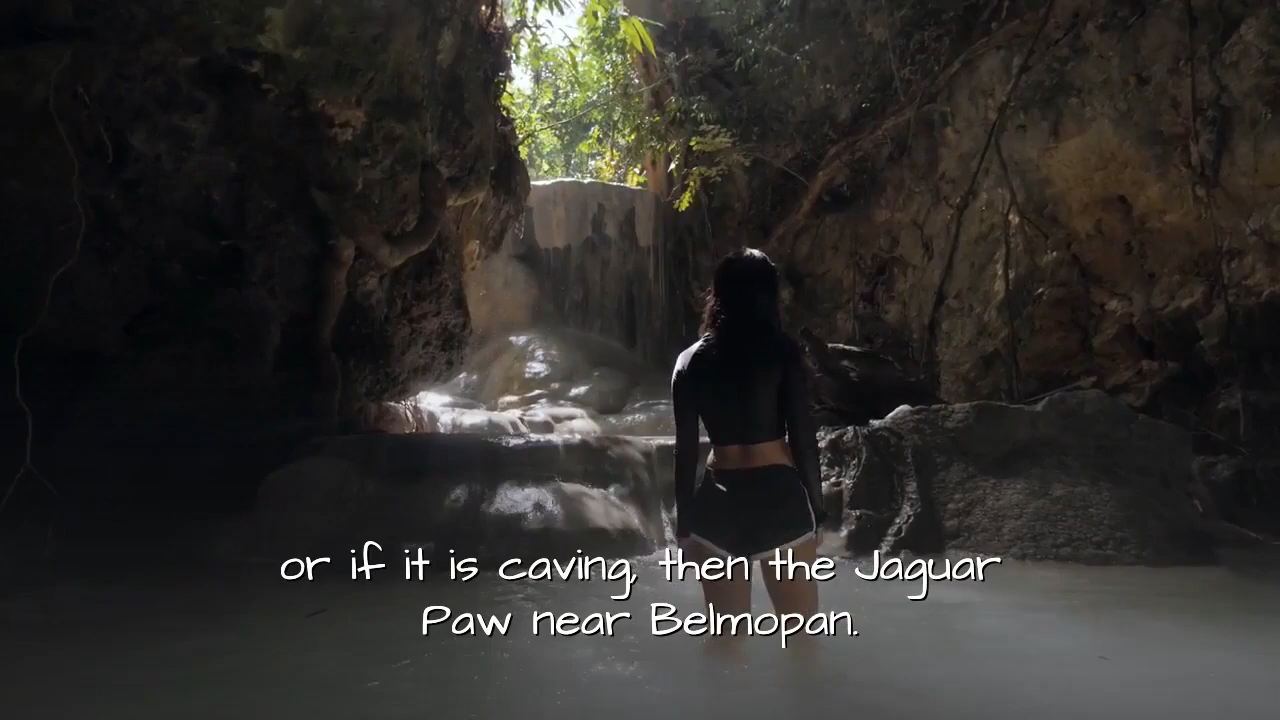 or if it is caving, then the Jaguar
Paw near Belmopan.